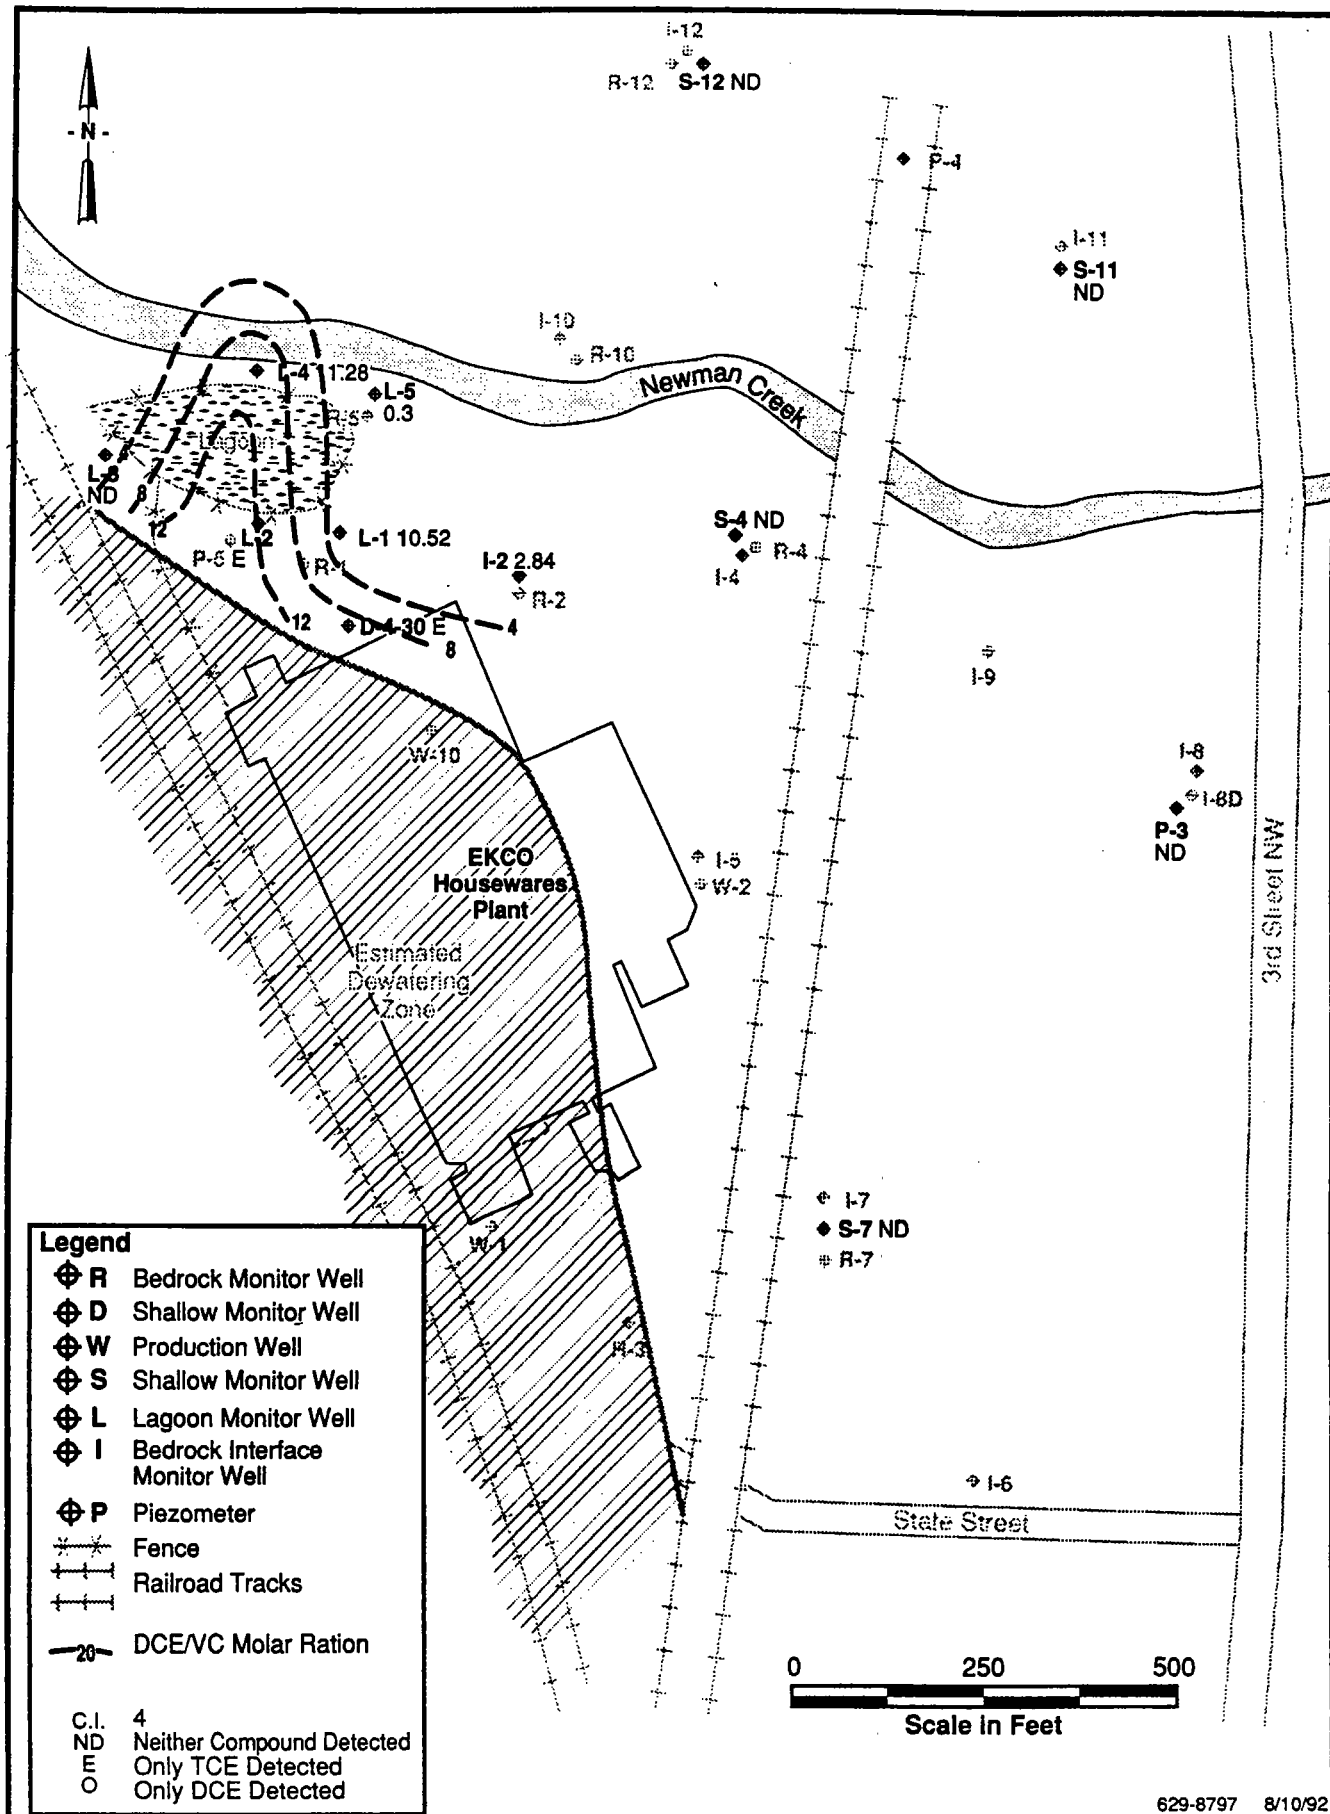 I-12
R-12 S-12 ND
- N -
P-4
I-11
S-11
ND
I-10
R-10
Newman Creek
L-4 11.28
L-5
0.3
R-5
Lagoon
ND
8
12
L-2
P-6 E
L-1 10.52
R-1
I-2 2.84
R-2
S-4 ND
R-4
I-4
12
D-4-30 E
8
4
I-9
W-10
I-8
I-8D
P-3
ND
3rd Street NW
EKCO
Housewares
Plant
I-5
W-2
Estimated
Dewatering
Zone
I-7
S-7 ND
R-7
W-1
I-6
State Street
Legend
R Bedrock Monitor Well
D Shallow Monitor Well
W Production Well
S Shallow Monitor Well
L Lagoon Monitor Well
I Bedrock Interface
Monitor Well
P Piezometer
Fence
Railroad Tracks
20 DCE/VC Molar Ration
C.I. 4
ND Neither Compound Detected
E Only TCE Detected
O Only DCE Detected
0 250 500
Scale in Feet
629-8797 8/10/92